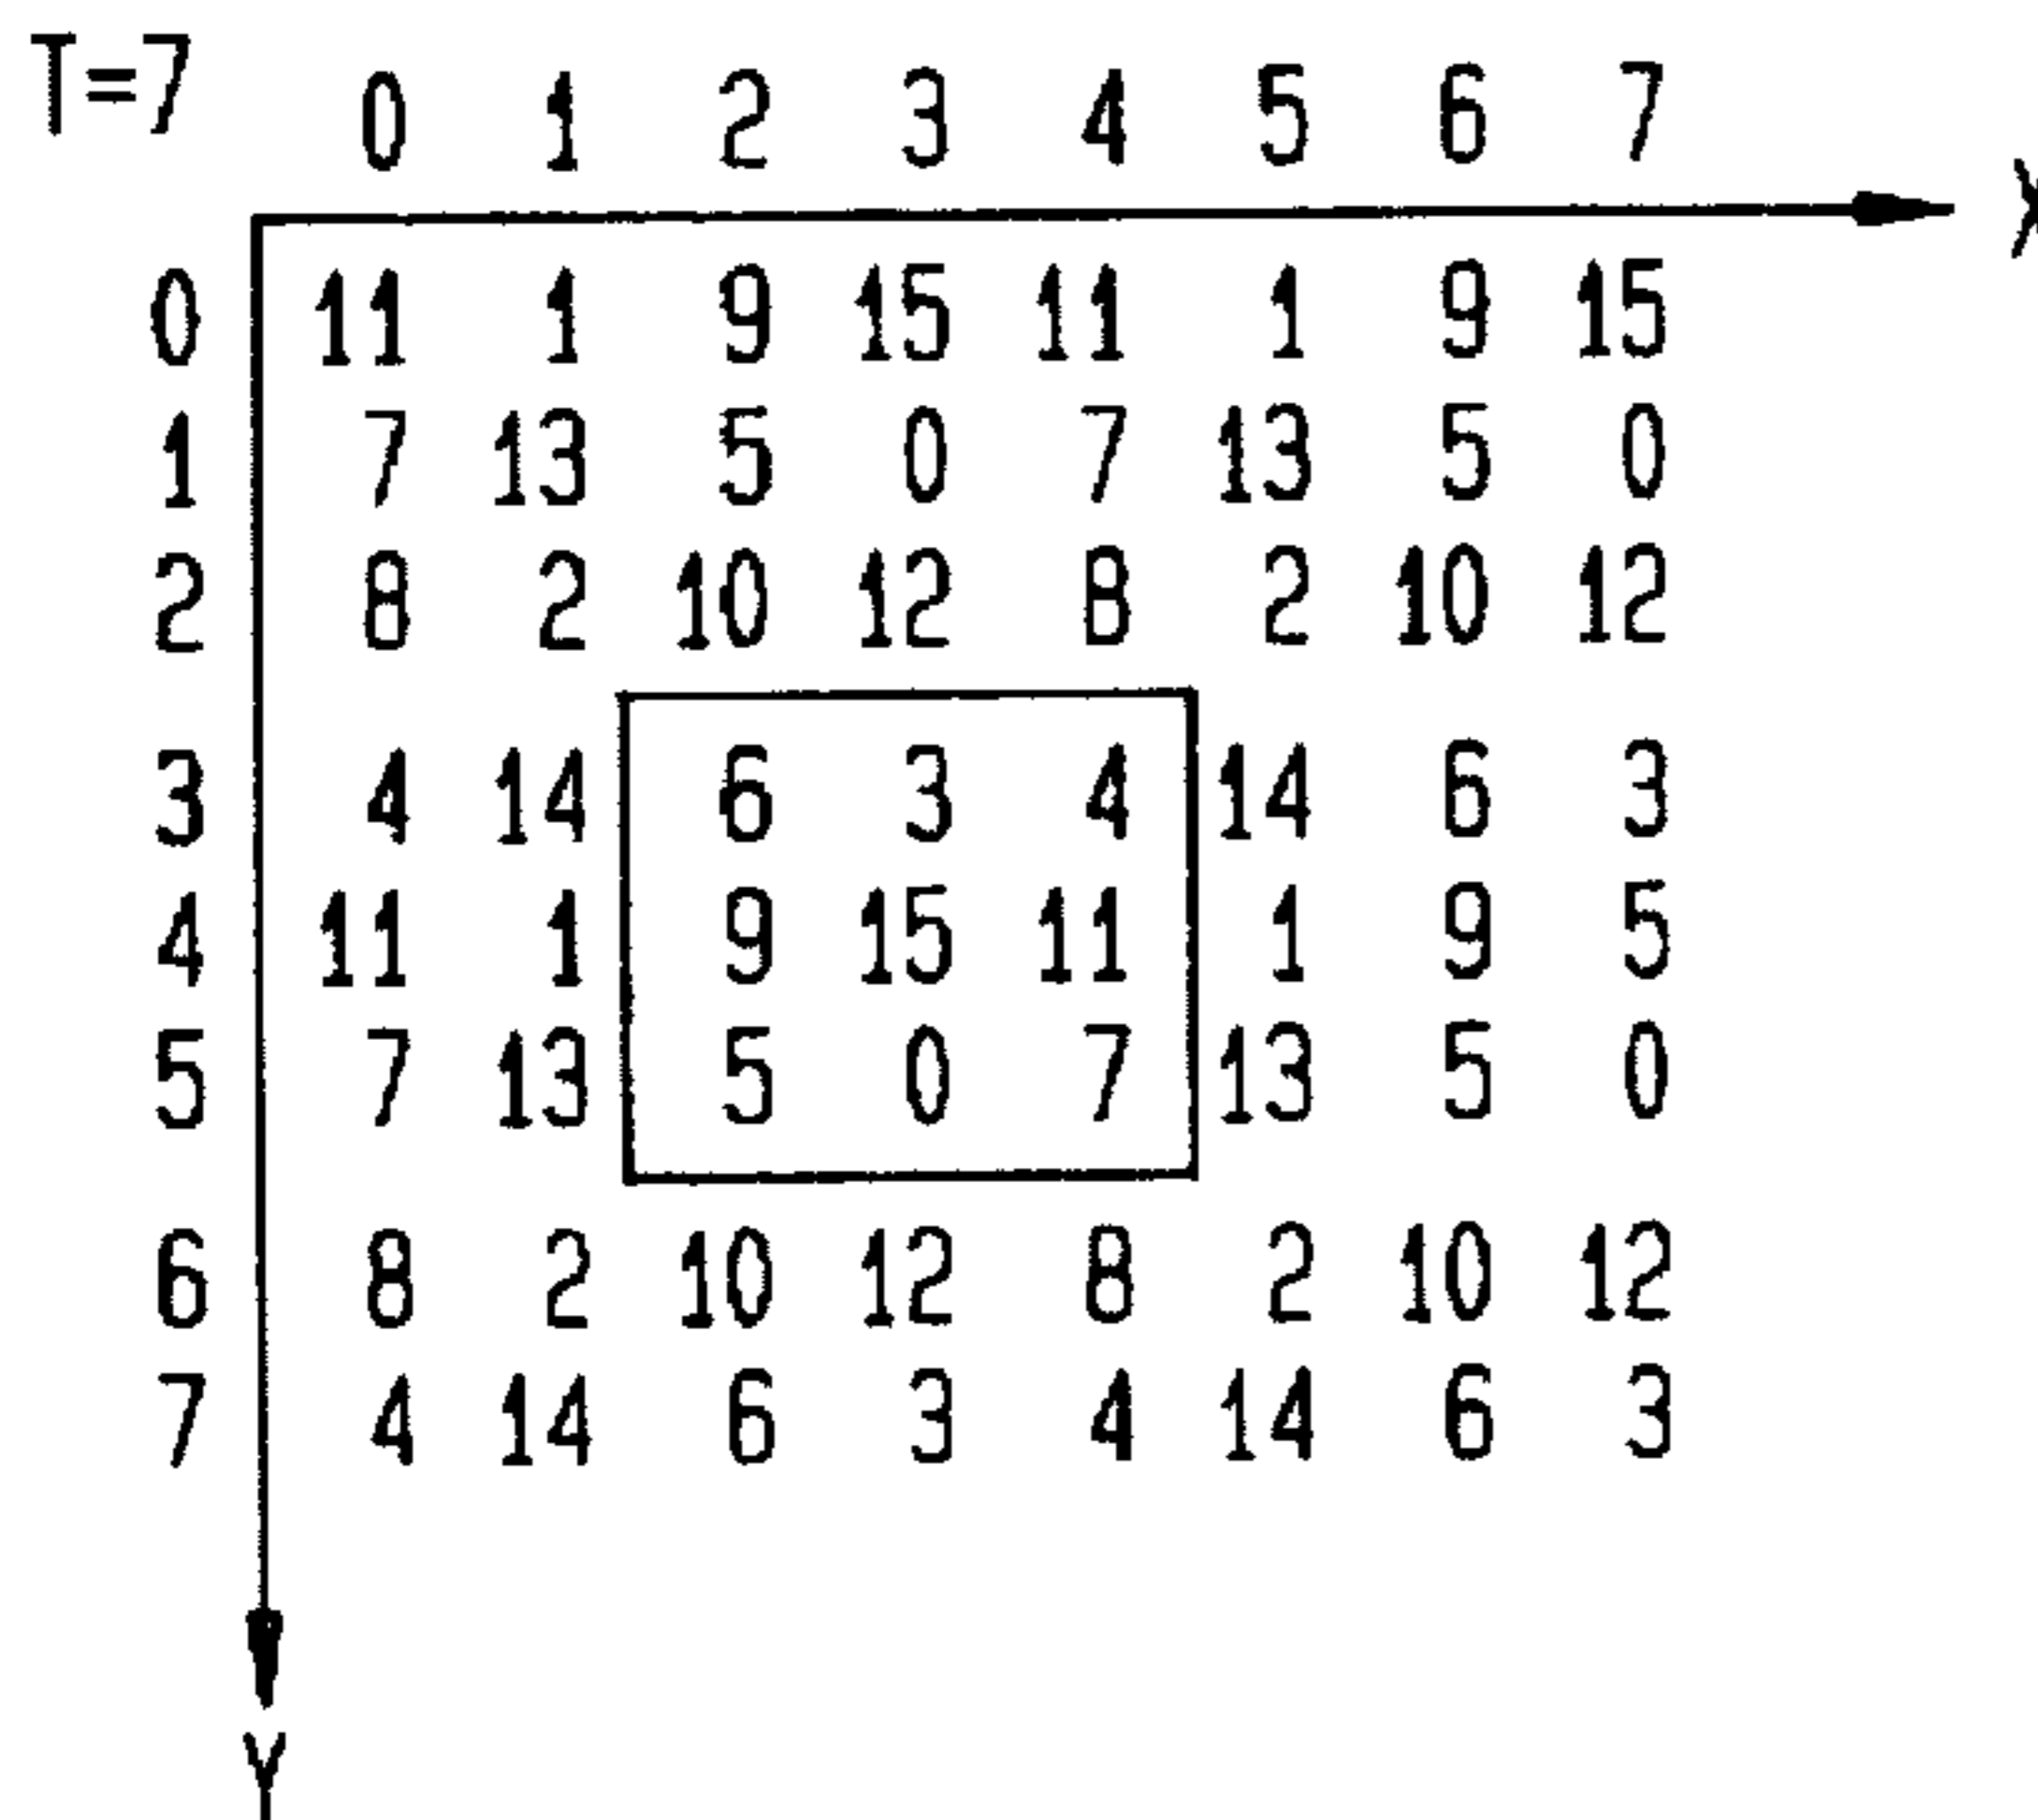 T=7 0 1 2 3 4 5 6 7
X
0 11 1 9 15 11 1 9 15
1 7 13 5 0 7 13 5 0
2 8 2 10 12 8 2 10 12
3 4 14 6 3 4 14 6 3
4 11 1 9 15 11 1 9 5
5 7 13 5 0 7 13 5 0
6 8 2 10 12 8 2 10 12
7 4 14 6 3 4 14 6 3
Y